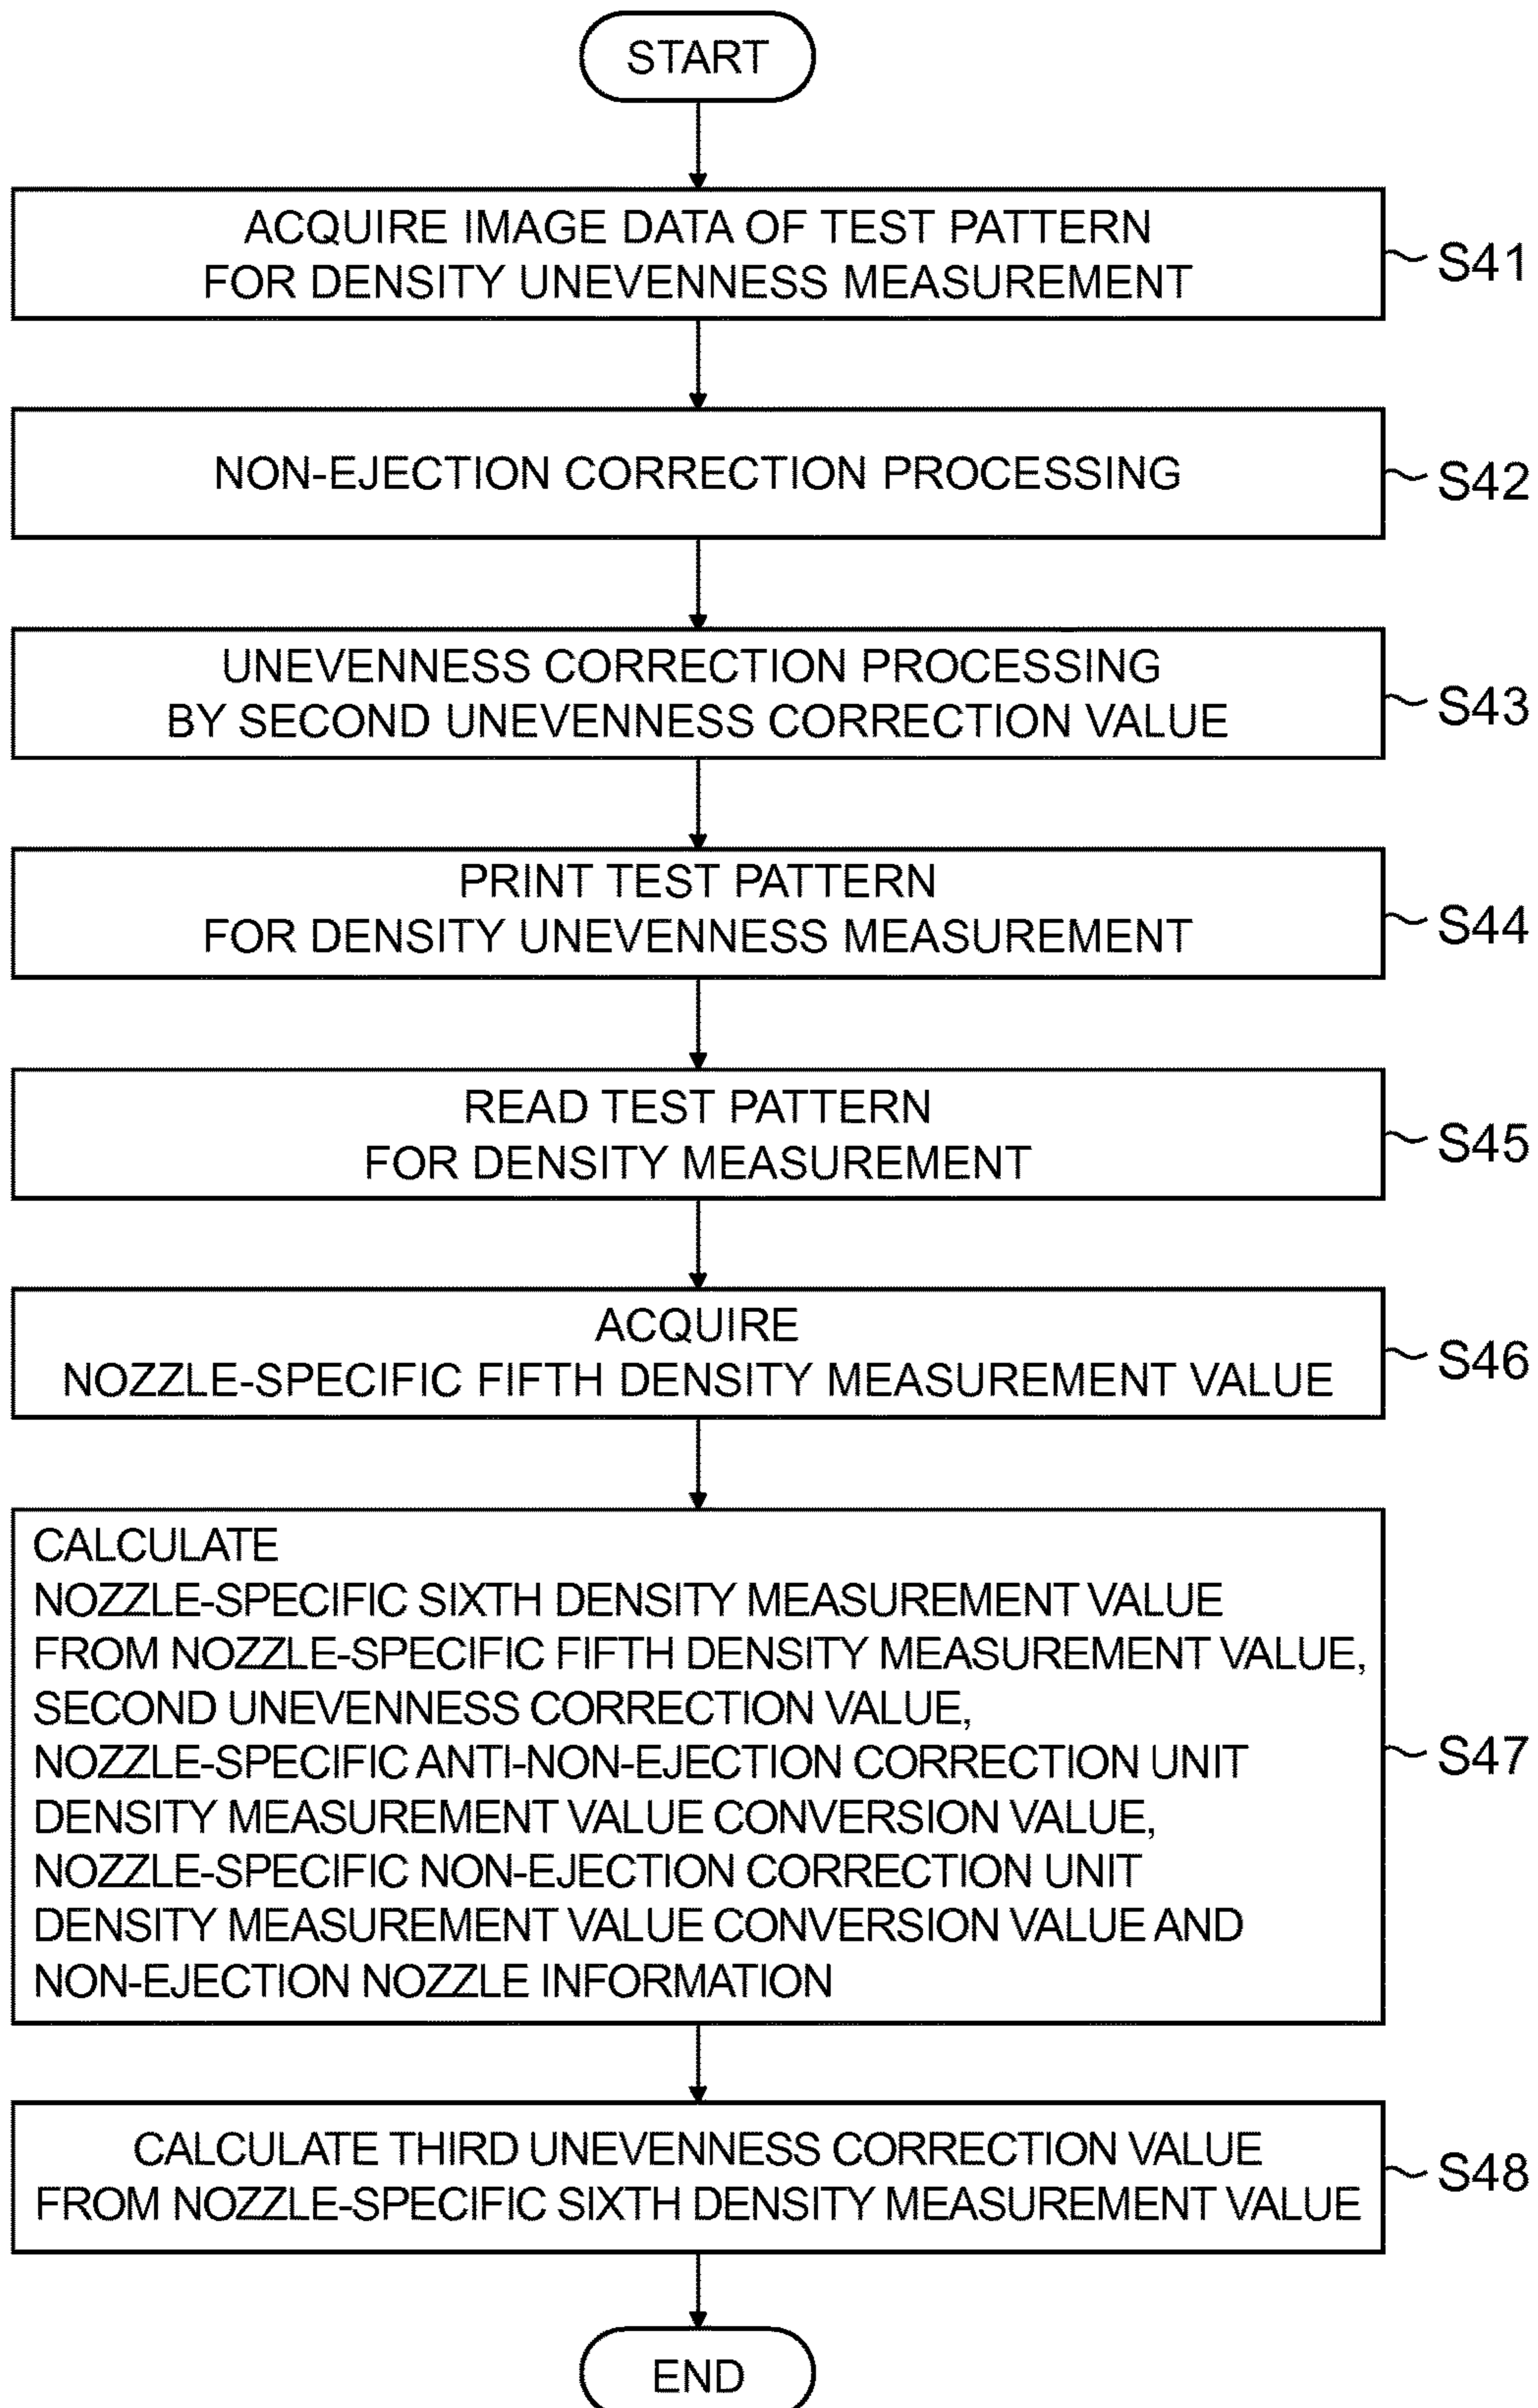 START
ACQUIRE IMAGE DATA OF TEST PATTERN
FOR DENSITY UNEVENNESS MEASUREMENT
S41
NON-EJECTION CORRECTION PROCESSING
S42
UNEVENNESS CORRECTION PROCESSING
BY SECOND UNEVENNESS CORRECTION VALUE
S43
PRINT TEST PATTERN
FOR DENSITY UNEVENNESS MEASUREMENT
S44
READ TEST PATTERN
FOR DENSITY MEASUREMENT
S45
ACQUIRE
NOZZLE-SPECIFIC FIFTH DENSITY MEASUREMENT VALUE
S46
CALCULATE
NOZZLE-SPECIFIC SIXTH DENSITY MEASUREMENT VALUE
FROM NOZZLE-SPECIFIC FIFTH DENSITY MEASUREMENT VALUE,
SECOND UNEVENNESS CORRECTION VALUE,
NOZZLE-SPECIFIC ANTI-NON-EJECTION CORRECTION UNIT
DENSITY MEASUREMENT VALUE CONVERSION VALUE,
NOZZLE-SPECIFIC NON-EJECTION CORRECTION UNIT
DENSITY MEASUREMENT VALUE CONVERSION VALUE AND
NON-EJECTION NOZZLE INFORMATION
S47
CALCULATE THIRD UNEVENNESS CORRECTION VALUE
FROM NOZZLE-SPECIFIC SIXTH DENSITY MEASUREMENT VALUE
S48
END